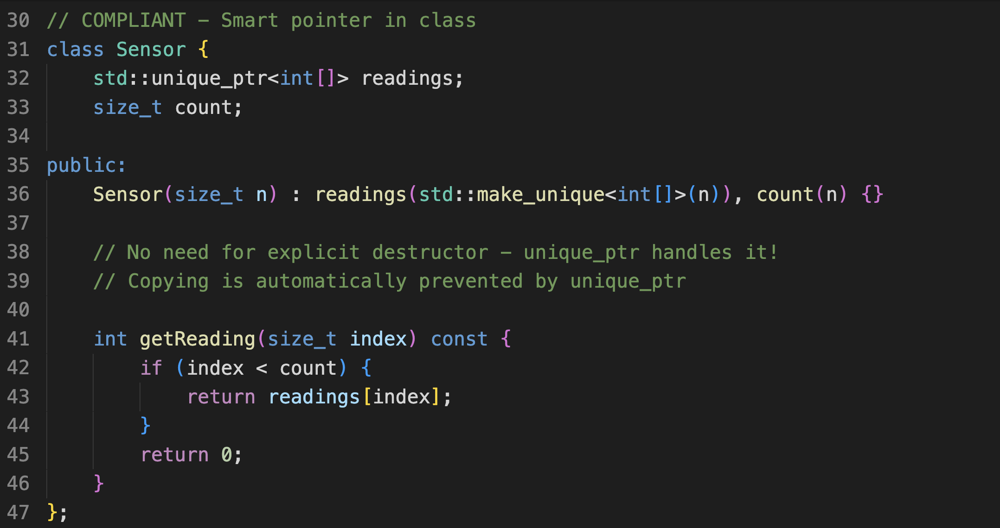 30 // COMPLIANT – Smart pointer in class
31 class Sensor {
32     std::unique_ptr<int[]> readings;
33     size_t count;
34
35 public:
36     Sensor(size_t n) : readings(std::make_unique<int[]>(n)), count(n) {}
37
38     // No need for explicit destructor – unique_ptr handles it!
39     // Copying is automatically prevented by unique_ptr
40
41     int getReading(size_t index) const {
42         if (index < count) {
43             return readings[index];
44         }
45         return 0;
46     }
47 };